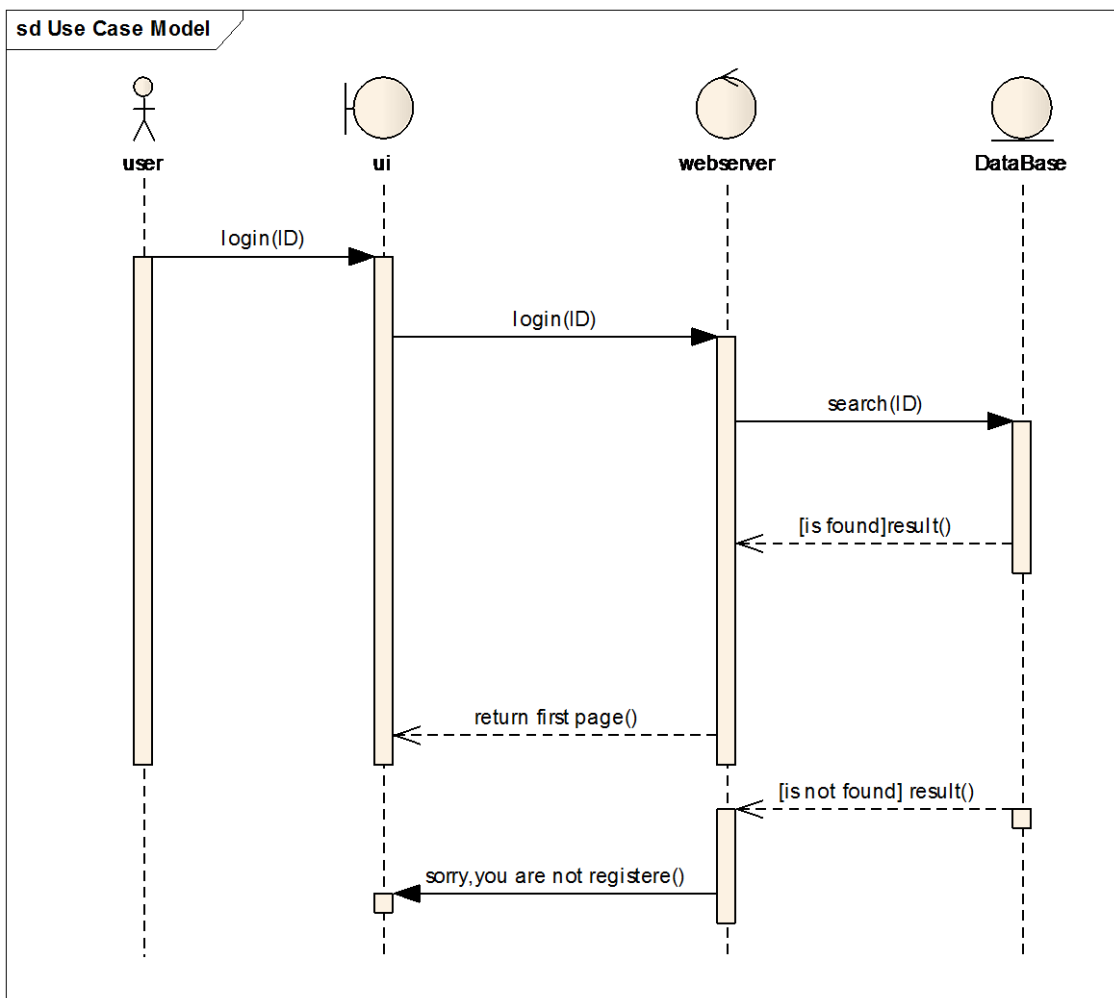 sd Use Case Model
user
ui
webserver
DataBase
login(ID)
login(ID)
search(ID)
[is found]result()
return first page()
[is not found] result()
sorry,you are not registere()